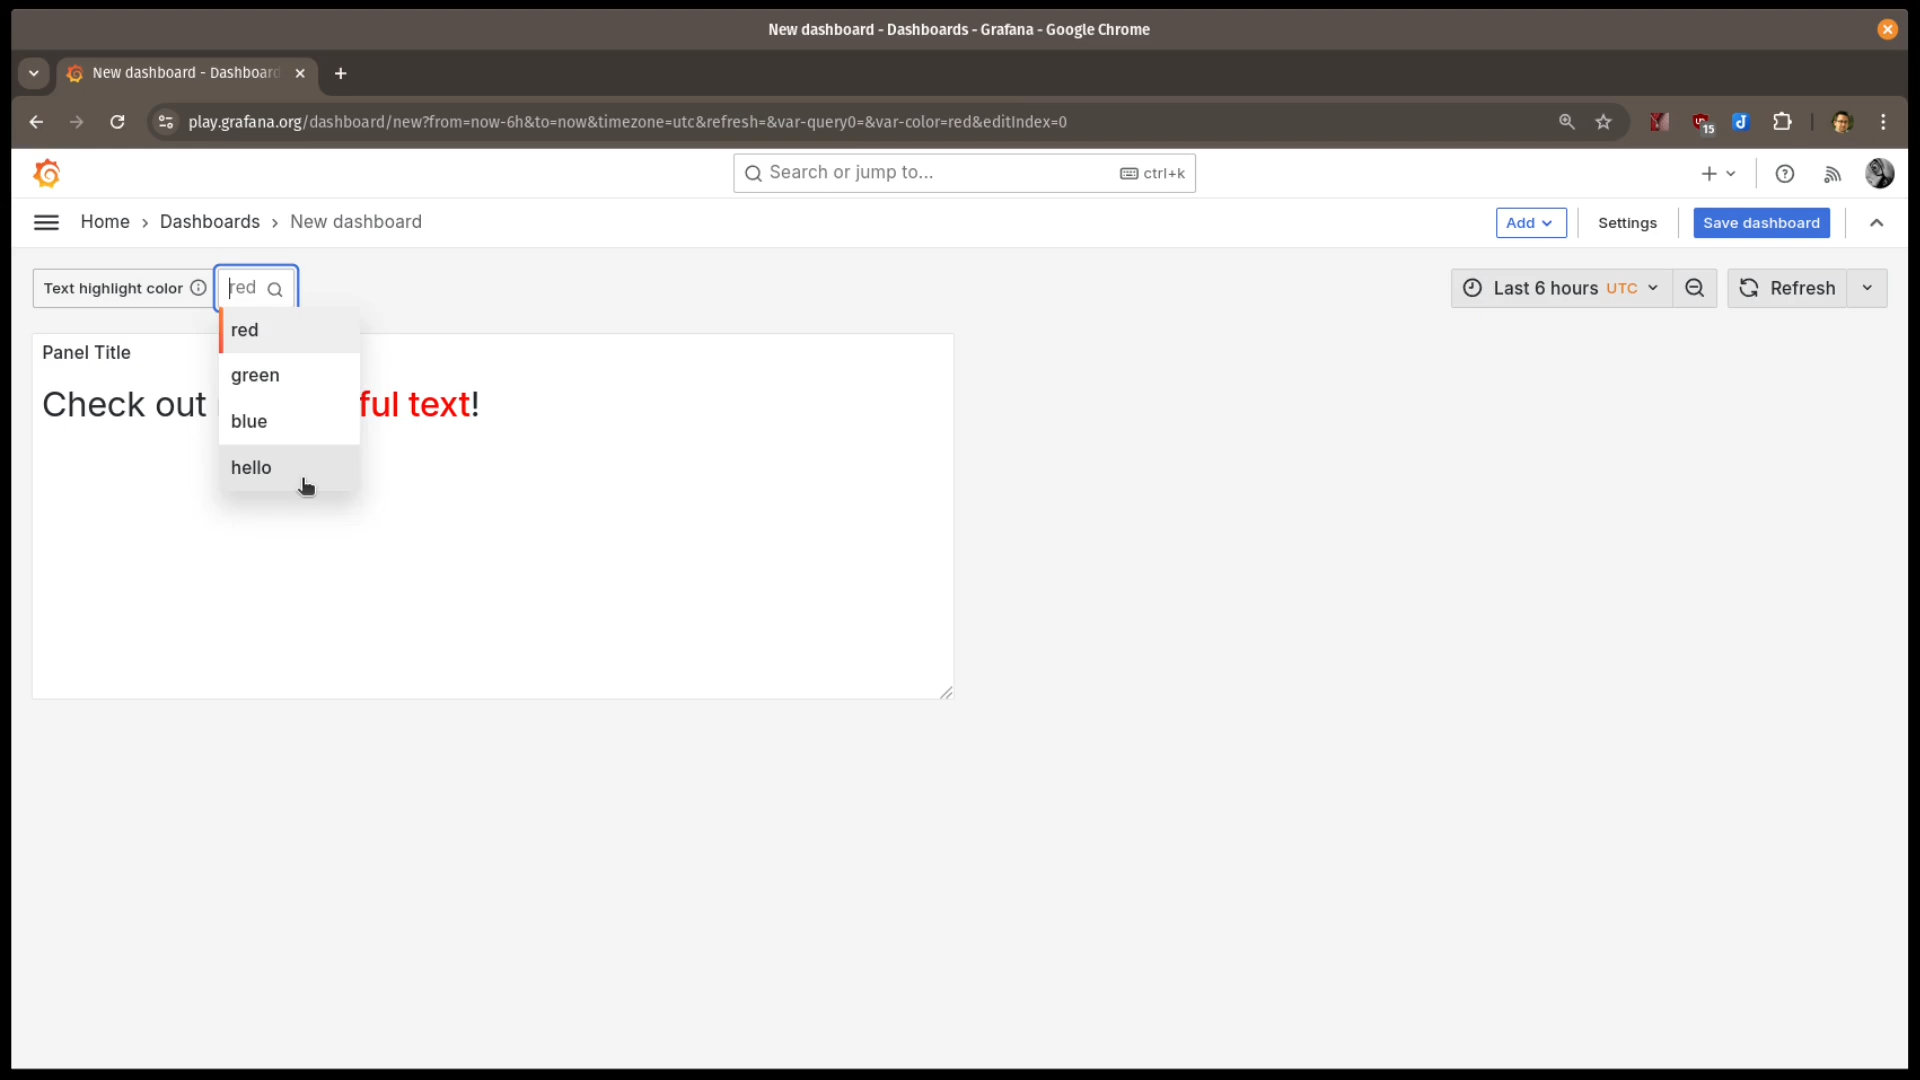 New dashboard - Dashboards - Grafana - Google Chrome
New dashboard - Dashboard
play.grafana.org/dashboard/new?from=now-6h&to=now&timezone=utc&refresh=&var-query0=&var-color=red&editIndex=0
15
Search or jump to...
ctrl+k
Home › Dashboards › New dashboard
Add
Settings
Save dashboard
Text highlight color
red
Last 6 hours UTC
Refresh
red
green
blue
hello
Panel Title
Check out ful text!